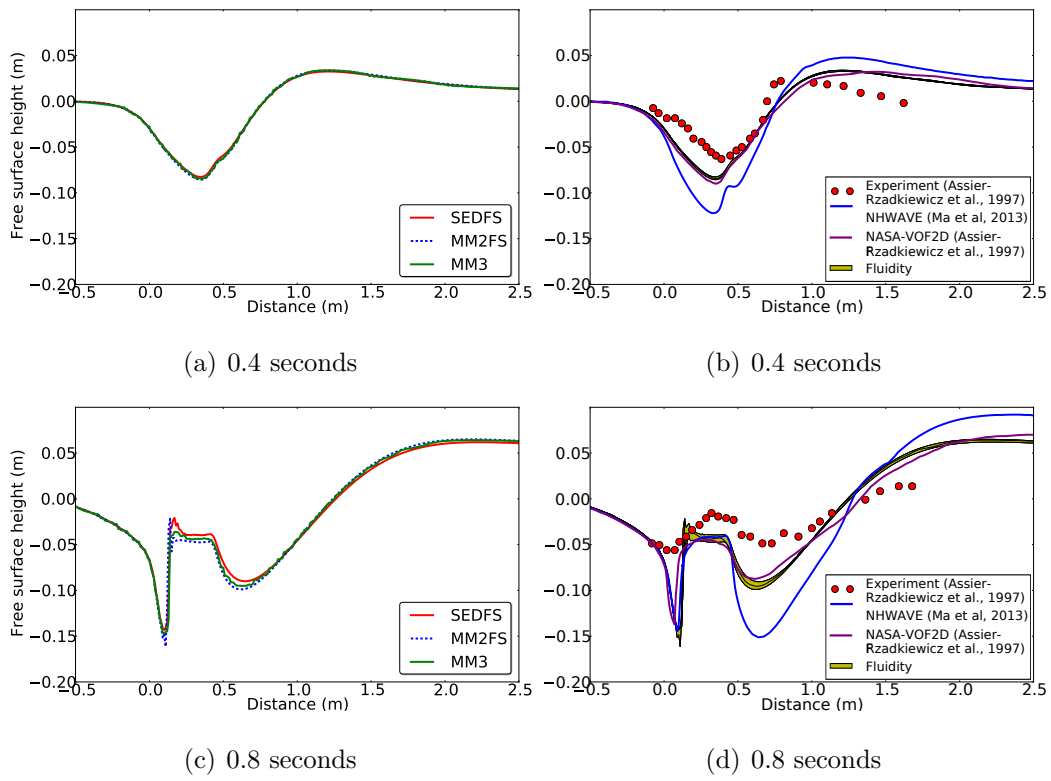 0.05
0.00
−0.05
−0.10
−0.15
−0.20
Free surface height (m)
−0.5 0.0 0.5 1.0 1.5 2.0 2.5
Distance (m)
SEDFS
MM2FS
MM3
(a) 0.4 seconds
0.05
0.00
−0.05
−0.10
−0.15
−0.20
−0.5 0.0 0.5 1.0 1.5 2.0 2.5
Distance (m)
Experiment (Assier-
Rzadkiewicz et al., 1997)
NHWAVE (Ma et al, 2013)
NASA-VOF2D (Assier-
Rzadkiewicz et al., 1997)
Fluidity
(b) 0.4 seconds
0.05
0.00
−0.05
−0.10
−0.15
−0.20
Free surface height (m)
−0.5 0.0 0.5 1.0 1.5 2.0 2.5
Distance (m)
SEDFS
MM2FS
MM3
(c) 0.8 seconds
0.05
0.00
−0.05
−0.10
−0.15
−0.20
−0.5 0.0 0.5 1.0 1.5 2.0 2.5
Distance (m)
Experiment (Assier-
Rzadkiewicz et al., 1997)
NHWAVE (Ma et al, 2013)
NASA-VOF2D (Assier-
Rzadkiewicz et al., 1997)
Fluidity
(d) 0.8 seconds